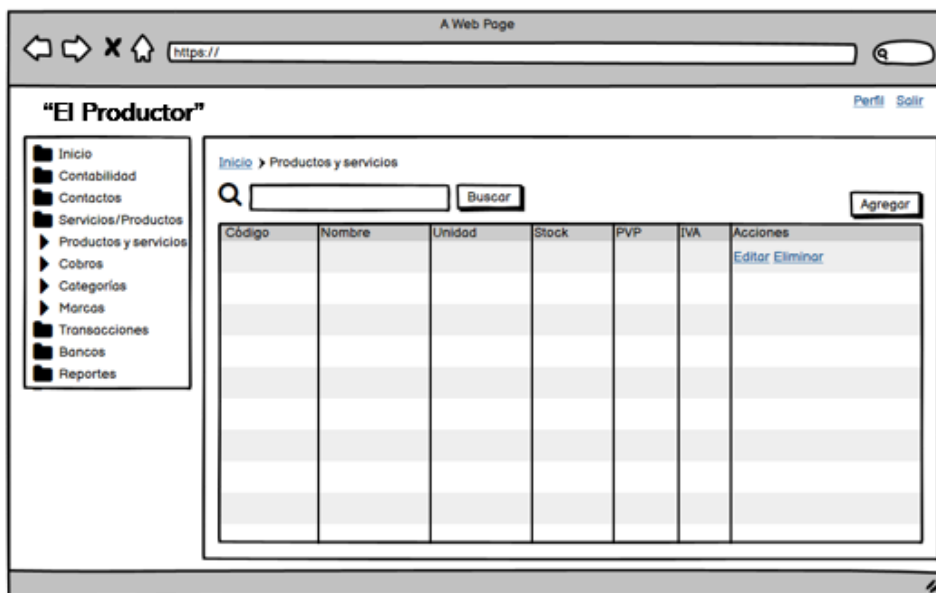 A Web Page
https://
"El Productor"
Perfil Salir
Inicio
Contabilidad
Contactos
Servicios/Productos
Productos y servicios
Cobros
Categorías
Marcas
Transacciones
Bancos
Reportes
Inicio Productos y servicios
Buscar
Agregar
Código Nombre Unidad Stock PVP IVA Acciones
Editar Eliminar